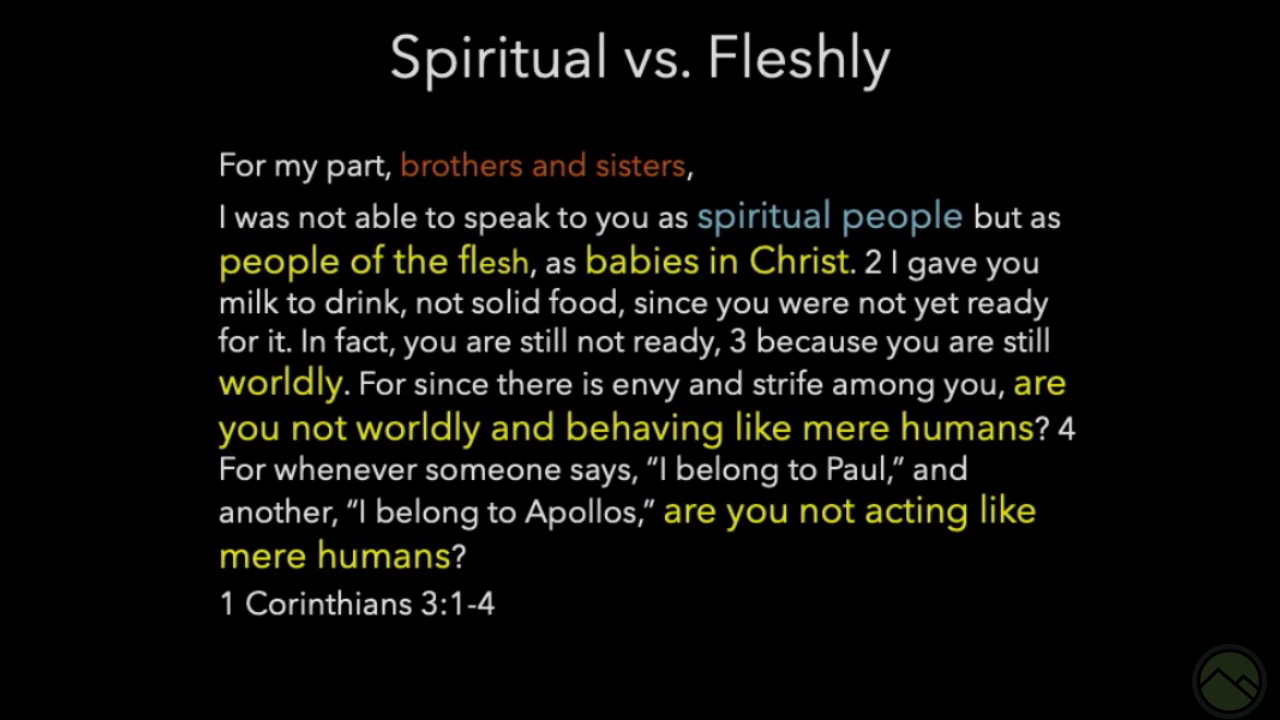 Spiritual vs. Fleshly
For my part, brothers and sisters,
I was not able to speak to you as spiritual people but as
people of the flesh, as babies in Christ. 2 I gave you
milk to drink, not solid food, since you were not yet ready
for it. In fact, you are still not ready, 3 because you are still
worldly. For since there is envy and strife among you, are
you not worldly and behaving like mere humans? 4
For whenever someone says, “I belong to Paul,” and
another, “I belong to Apollos,” are you not acting like
mere humans?
1 Corinthians 3:1-4